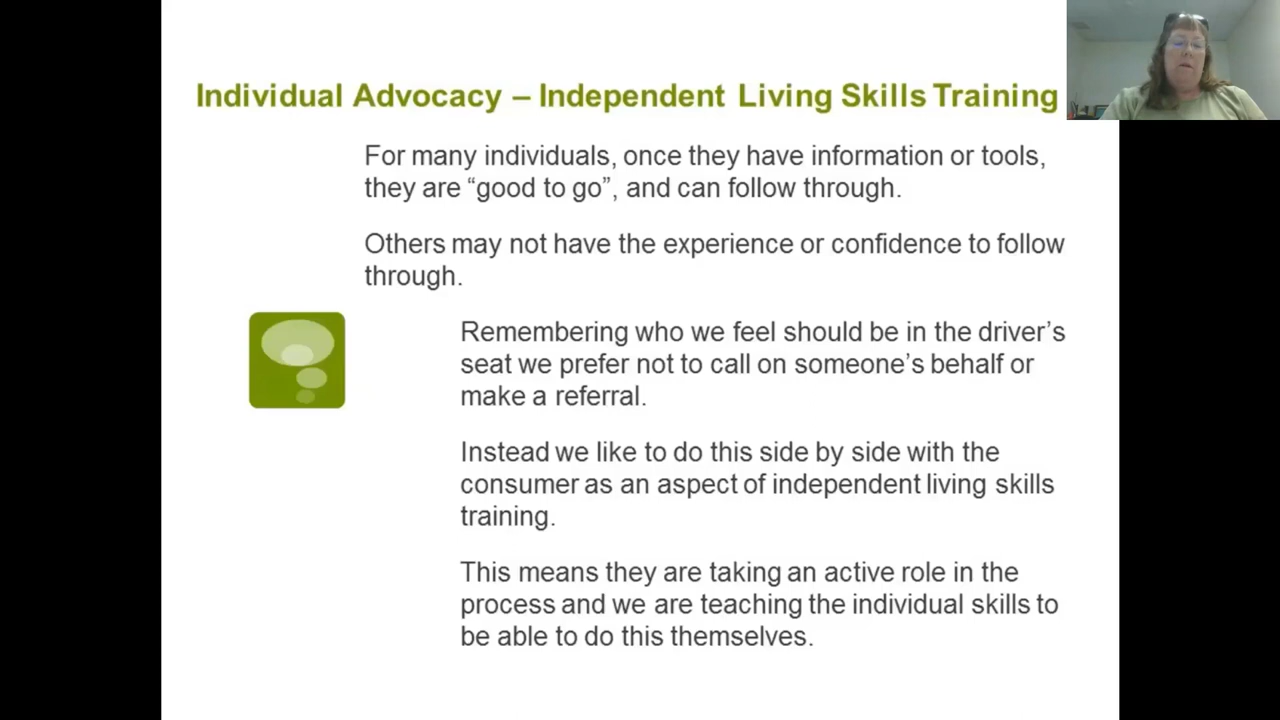 Individual Advocacy – Independent Living Skills Training
For many individuals, once they have information or tools,
they are “good to go”, and can follow through.
Others may not have the experience or confidence to follow
through.
Remembering who we feel should be in the driver’s
seat we prefer not to call on someone’s behalf or
make a referral.
Instead we like to do this side by side with the
consumer as an aspect of independent living skills
training.
This means they are taking an active role in the
process and we are teaching the individual skills to
be able to do this themselves.